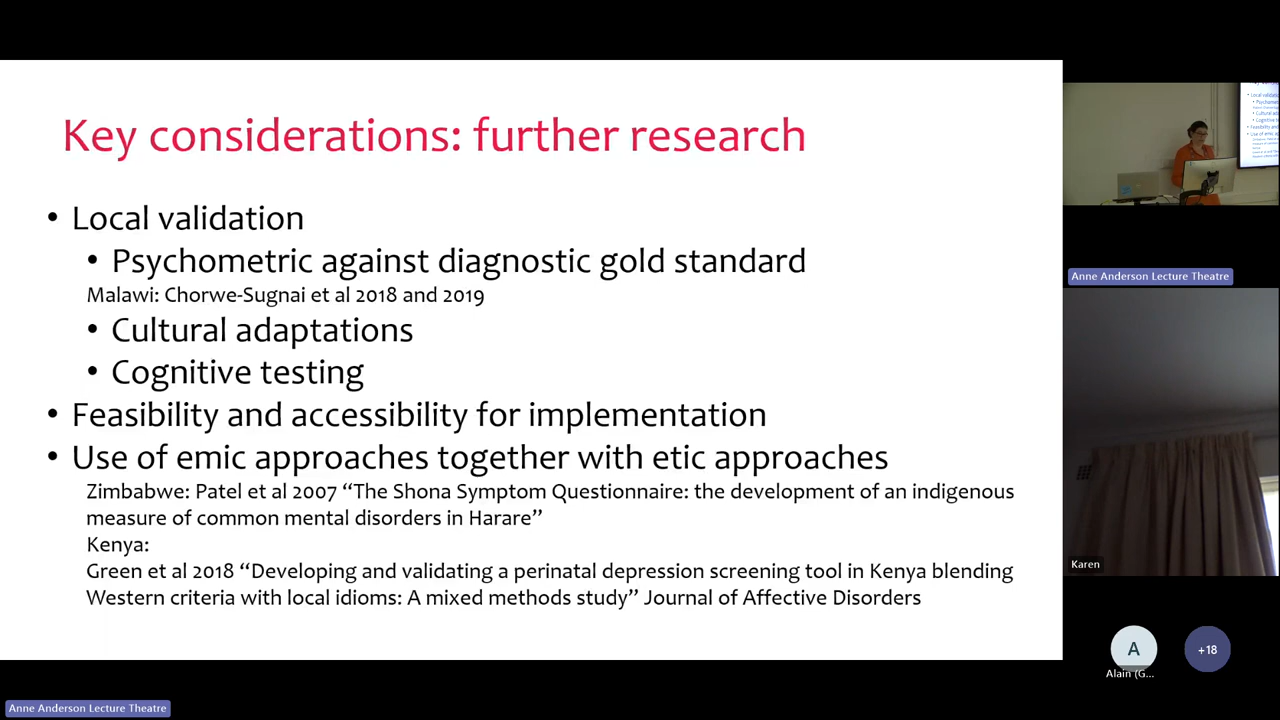 Key considerations: further research
• Local validation
• Psychometric against diagnostic gold standard
Malawi: Chorwe-Sugnai et al 2018 and 2019
• Cultural adaptations
• Cognitive testing
• Feasibility and accessibility for implementation
• Use of emic approaches together with etic approaches
Zimbabwe: Patel et al 2007 “The Shona Symptom Questionnaire: the development of an indigenous
measure of common mental disorders in Harare”
Kenya:
Green et al 2018 “Developing and validating a perinatal depression screening tool in Kenya blending
Western criteria with local idioms: A mixed methods study” Journal of Affective Disorders
Anne Anderson Lecture Theatre
Karen
A
Alain (G...
+18
Anne Anderson Lecture Theatre